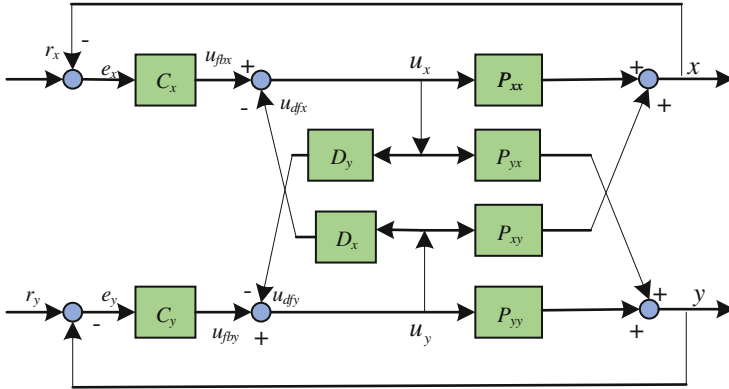 r_x - e_x C_x u_fbx + - u_dfx u_x P_xx + + x
D_y P_yx
D_x P_xy
r_y - e_y C_y u_fby - + u_dfy u_y P_yy + + y